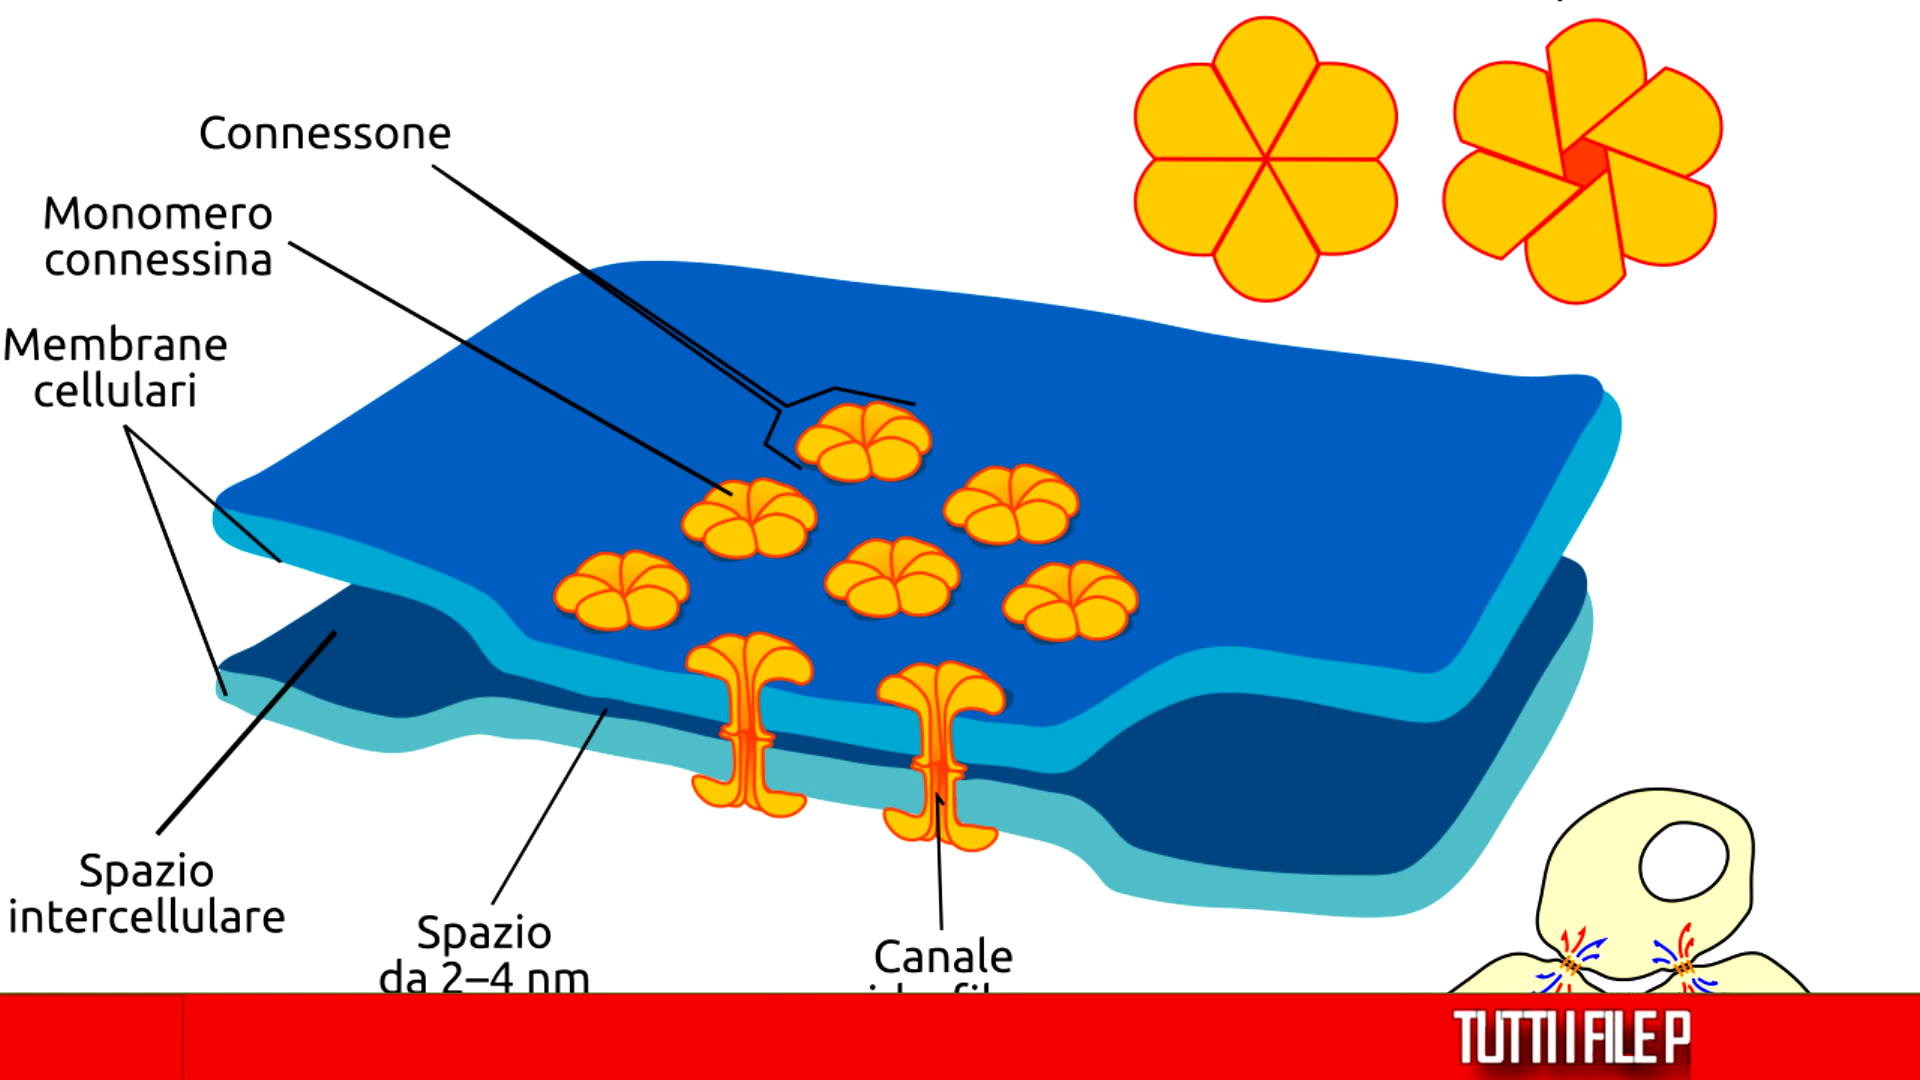 Connessone
Monomero
connessina
Membrane
cellulari
Spazio
intercellulare
Spazio
da 2–4 nm
Canale
TUTTI I FILE P